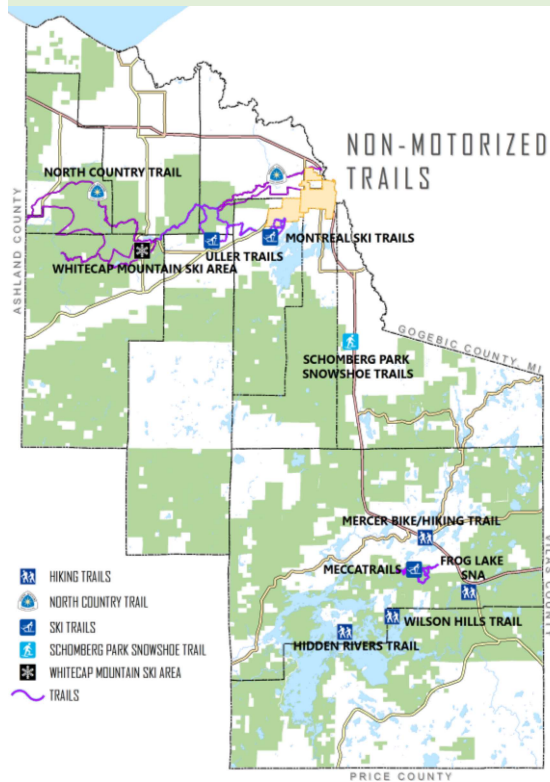 NON-MOTORIZED
TRAILS
NORTH COUNTRY TRAIL
ASHLAND COUNTY
MONTREAL SKI TRAILS
ULLER TRAILS
WHITECAP MOUNTAIN SKI AREA
GOGEBIC COUNTY, MI
SCHOMBERG PARK
SNOWSHOE TRAILS
MERCER BIKE/HIKING TRAIL
VILAS COUNTY
MECCATRAILS
FROG LAKE
SNA
WILSON HILLS TRAIL
HIDDEN RIVERS TRAIL
HIKING TRAILS
NORTH COUNTRY TRAIL
SKI TRAILS
SCHOMBERG PARK SNOWSHOE TRAIL
WHITECAP MOUNTAIN SKI AREA
TRAILS
PRICE COUNTY